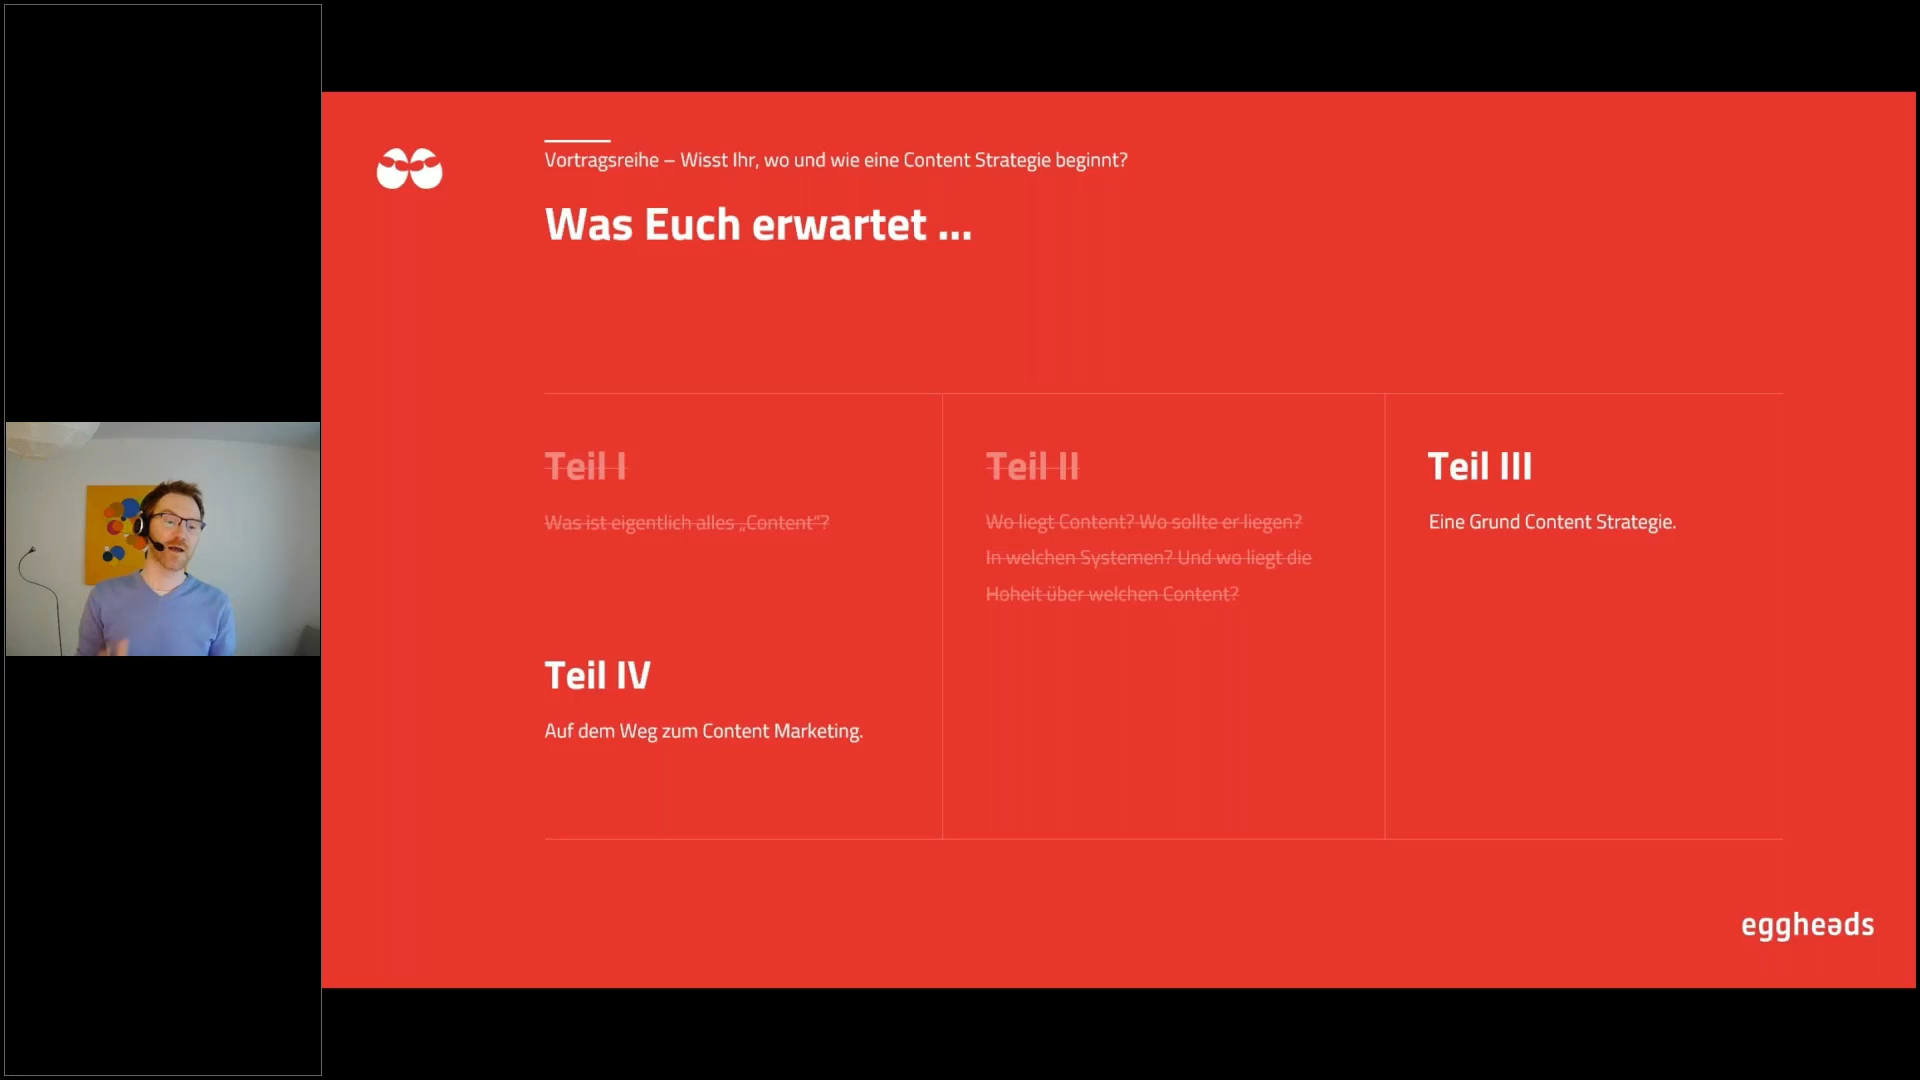 Vortragsreihe – Wisst Ihr, wo und wie eine Content Strategie beginnt?
Was Euch erwartet ...
Teil I
Was ist eigentlich alles „Content“?
Teil II
Wo liegt Content? Wo sollte er liegen?
In welchen Systemen? Und wo liegt die
Hoheit über welchen Content?
Teil III
Eine Grund Content Strategie.
Teil IV
Auf dem Weg zum Content Marketing.
eggheads